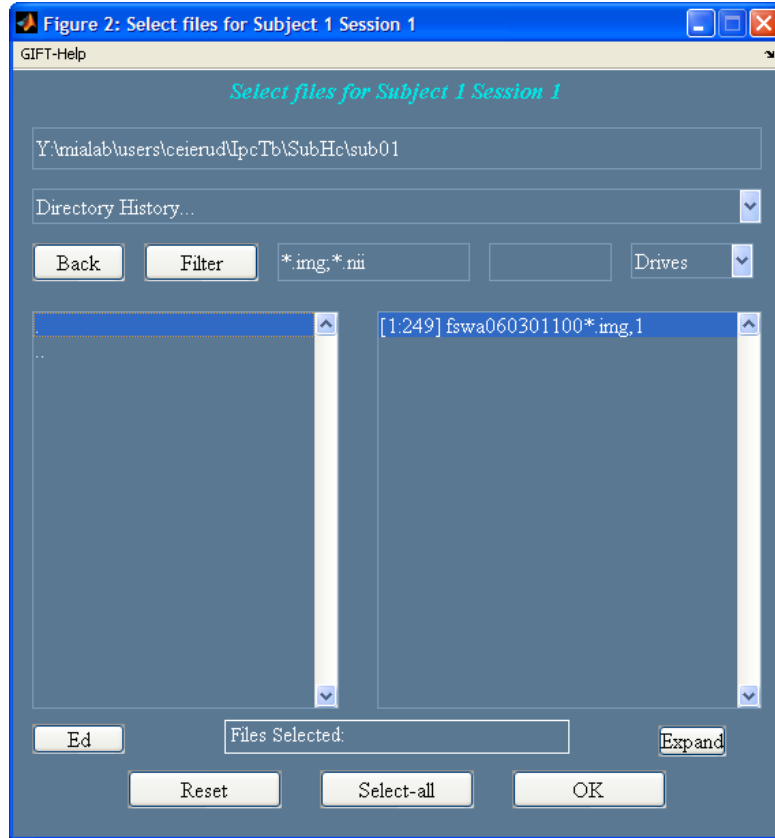 Figure 2: Select files for Subject 1 Session 1
GIFT-Help
Select files for Subject 1 Session 1
Y:\mialab\users\ceierud\IpcTb\SubHc\sub01
Directory History...
Back Filter *.img;*.nii Drives
. [1:249] fswa060301100*.img,1
..
Ed Files Selected: Expand
Reset Select-all OK